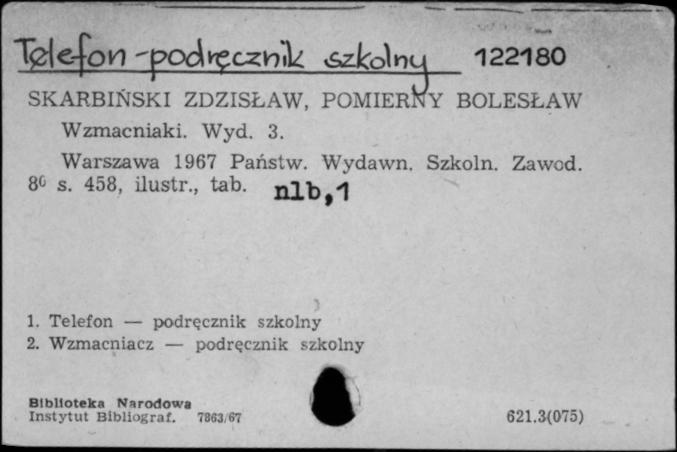 Telefon - podręcznik szkolny 122180
SKARBIŃSKI ZDZISŁAW, POMIERNY BOLESŁAW
Wzmacniaki. Wyd. 3.
Warszawa 1967 Państw. Wydawn. Szkoln. Zawod.
8⁰ s. 458, ilustr., tab. nlb, 1
1. Telefon — podręcznik szkolny
2. Wzmacniacz — podręcznik szkolny
Biblioteka Narodowa
Instytut Bibliograf. 7863/67 621.3(075)